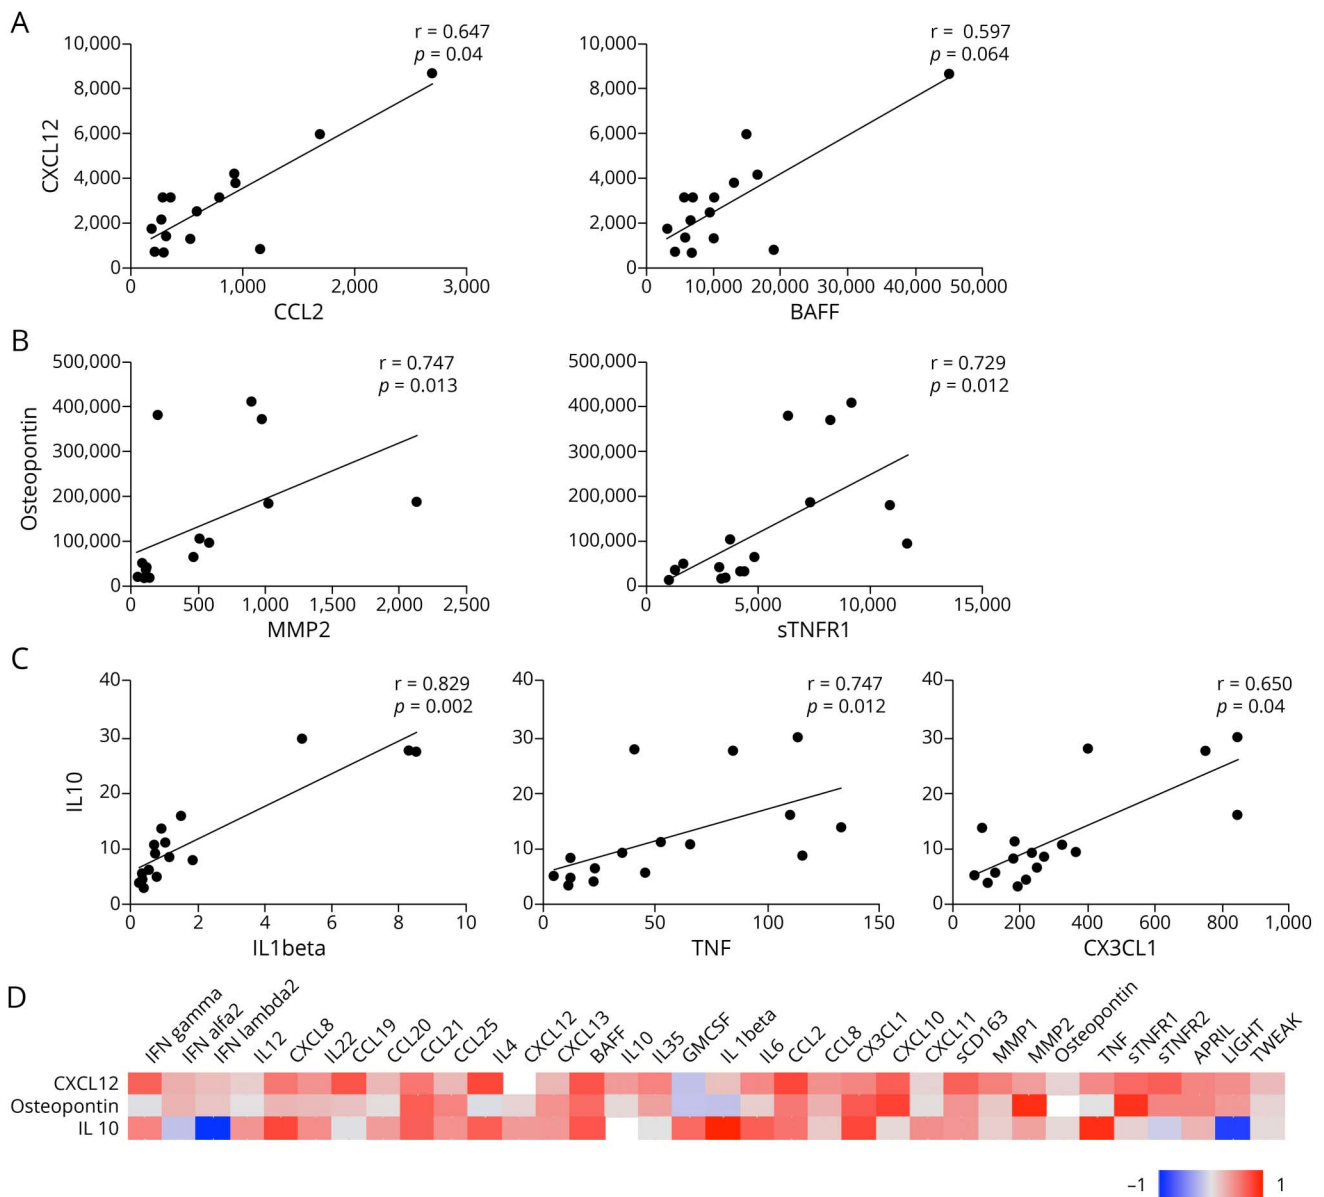 A
r = 0.647
p = 0.04
10,000
8,000
6,000
4,000
2,000
0
CXCL12
0 1,000 2,000 3,000
CCL2
r = 0.597
p = 0.064
10,000
8,000
6,000
4,000
2,000
0
0 10,000 20,000 30,000 40,000 50,000
BAFF
B
r = 0.747
p = 0.013
500,000
400,000
300,000
200,000
100,000
0
Osteopontin
0 500 1,000 1,500 2,000 2,500
MMP2
r = 0.729
p = 0.012
500,000
400,000
300,000
200,000
100,000
0
0 5,000 10,000 15,000
sTNFR1
C
r = 0.829
p = 0.002
40
30
20
10
0
IL10
0 2 4 6 8 10
IL1beta
r = 0.747
p = 0.012
40
30
20
10
0
0 50 100 150
TNF
r = 0.650
p = 0.04
40
30
20
10
0
0 200 400 600 800 1,000
CX3CL1
D
IFN gamma
IFN alfa2
IFN lambda2
IL12
CXCL8
IL22
CCL19
CCL20
CCL21
CCL25
IL4
CXCL12
CXCL13
BAFF
IL10
IL35
GMCSF
IL 1beta
IL6
CCL2
CCL8
CX3CL1
CXCL10
CXCL11
sCD163
MMP1
MMP2
Osteopontin
TNF
sTNFR1
sTNFR2
APRIL
LIGHT
TWEAK
CXCL12
Osteopontin
IL 10
−1 1